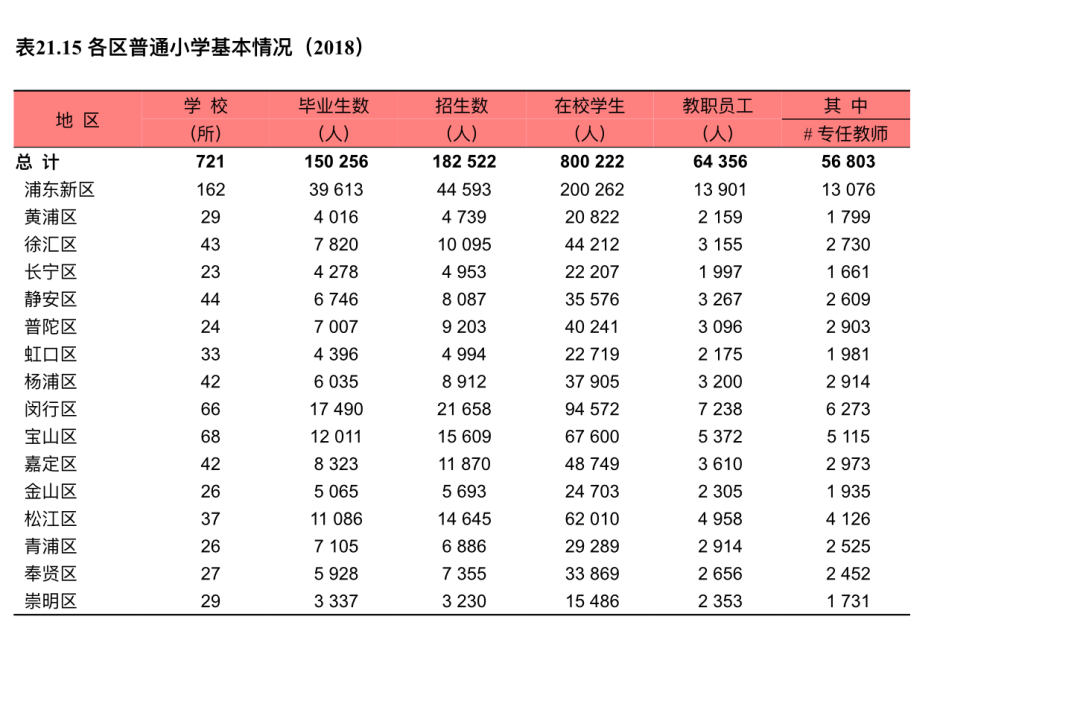 表21.15 各区普通小学基本情况（2018）
地 区 学 校 毕业生数 招生数 在校学生 教职员工 其 中
（所） （人） （人） （人） （人） # 专任教师
总 计 721 150 256 182 522 800 222 64 356 56 803
浦东新区 162 39 613 44 593 200 262 13 901 13 076
黄浦区 29 4 016 4 739 20 822 2 159 1 799
徐汇区 43 7 820 10 095 44 212 3 155 2 730
长宁区 23 4 278 4 953 22 207 1 997 1 661
静安区 44 6 746 8 087 35 576 3 267 2 609
普陀区 24 7 007 9 203 40 241 3 096 2 903
虹口区 33 4 396 4 994 22 719 2 175 1 981
杨浦区 42 6 035 8 912 37 905 3 200 2 914
闵行区 66 17 490 21 658 94 572 7 238 6 273
宝山区 68 12 011 15 609 67 600 5 372 5 115
嘉定区 42 8 323 11 870 48 749 3 610 2 973
金山区 26 5 065 5 693 24 703 2 305 1 935
松江区 37 11 086 14 645 62 010 4 958 4 126
青浦区 26 7 105 6 886 29 289 2 914 2 525
奉贤区 27 5 928 7 355 33 869 2 656 2 452
崇明区 29 3 337 3 230 15 486 2 353 1 731